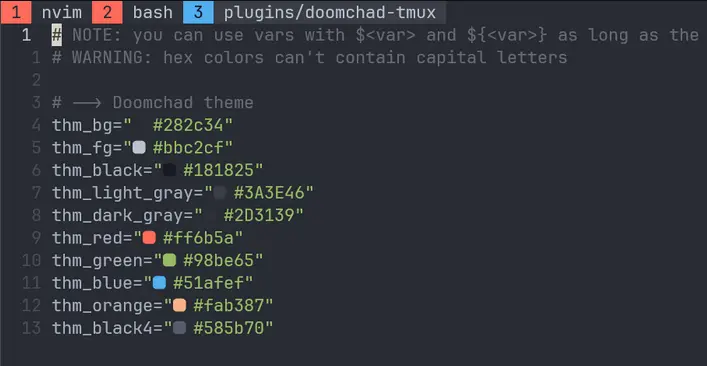 1 nvim 2 bash 3 plugins/doomchad-tmux
1 # NOTE: you can use vars with $<var> and ${<var>} as long as the
1 # WARNING: hex colors can't contain capital letters
2
3 # --> Doomchad theme
4 thm_bg="#282c34"
5 thm_fg="#bbc2cf"
6 thm_black="#181825"
7 thm_light_gray="#3A3E46"
8 thm_dark_gray="#2D3139"
9 thm_red="#ff6b5a"
10 thm_green="#98be65"
11 thm_blue="#51afef"
12 thm_orange="#fab387"
13 thm_black4="#585b70"